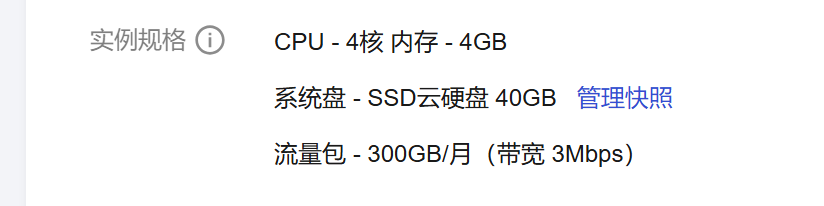 实例规格 CPU - 4核 内存 - 4GB
系统盘 - SSD云硬盘 40GB 管理快照
流量包 - 300GB/月（带宽 3Mbps）